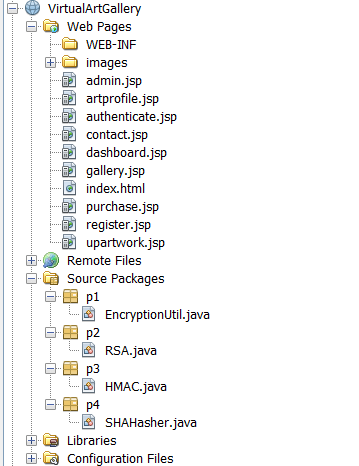 VirtualArtGallery
Web Pages
WEB-INF
images
admin.jsp
artprofile.jsp
authenticate.jsp
contact.jsp
dashboard.jsp
gallery.jsp
index.html
purchase.jsp
register.jsp
upartwork.jsp
Remote Files
Source Packages
p1
EncryptionUtil.java
p2
RSA.java
p3
HMAC.java
p4
SHAHasher.java
Libraries
Configuration Files